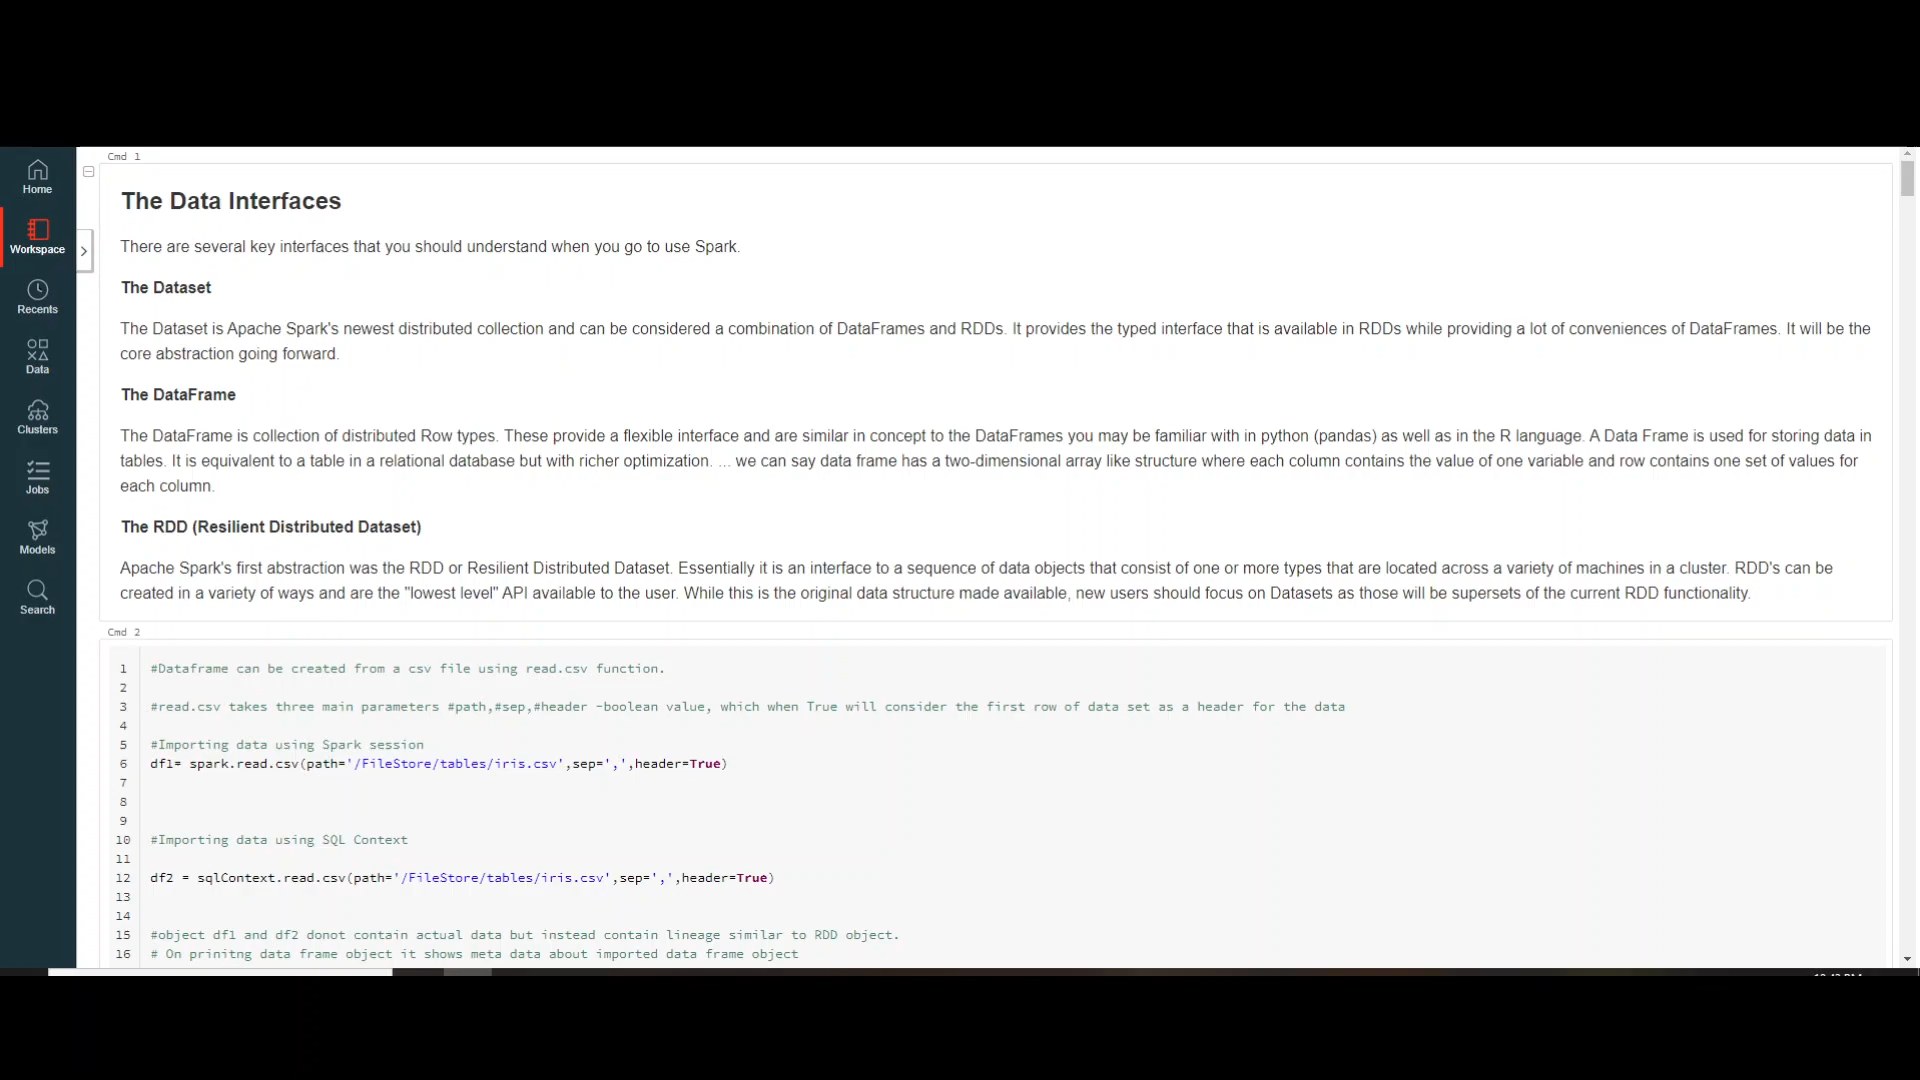 Home
Workspace
Recents
Data
Clusters
Jobs
Models
Search
Cmd 1
The Data Interfaces
There are several key interfaces that you should understand when you go to use Spark.
The Dataset
The Dataset is Apache Spark's newest distributed collection and can be considered a combination of DataFrames and RDDs. It provides the typed interface that is available in RDDs while providing a lot of conveniences of DataFrames. It will be the
core abstraction going forward.
The DataFrame
The DataFrame is collection of distributed Row types. These provide a flexible interface and are similar in concept to the DataFrames you may be familiar with in python (pandas) as well as in the R language. A Data Frame is used for storing data in
tables. It is equivalent to a table in a relational database but with richer optimization. ... we can say data frame has a two-dimensional array like structure where each column contains the value of one variable and row contains one set of values for
each column.
The RDD (Resilient Distributed Dataset)
Apache Spark's first abstraction was the RDD or Resilient Distributed Dataset. Essentially it is an interface to a sequence of data objects that consist of one or more types that are located across a variety of machines in a cluster. RDD's can be
created in a variety of ways and are the "lowest level" API available to the user. While this is the original data structure made available, new users should focus on Datasets as those will be supersets of the current RDD functionality.
Cmd 2
1 #Dataframe can be created from a csv file using read.csv function.
2
3 #read.csv takes three main parameters #path,#sep,#header -boolean value, which when True will consider the first row of data set as a header for the data
4
5 #Importing data using Spark session
6 df1= spark.read.csv(path='/FileStore/tables/iris.csv',sep=',',header=True)
7
8
9
10 #Importing data using SQL Context
11
12 df2 = sqlContext.read.csv(path='/FileStore/tables/iris.csv',sep=',',header=True)
13
14
15 #object df1 and df2 donot contain actual data but instead contain lineage similar to RDD object.
16 # On prinitng data frame object it shows meta data about imported data frame object